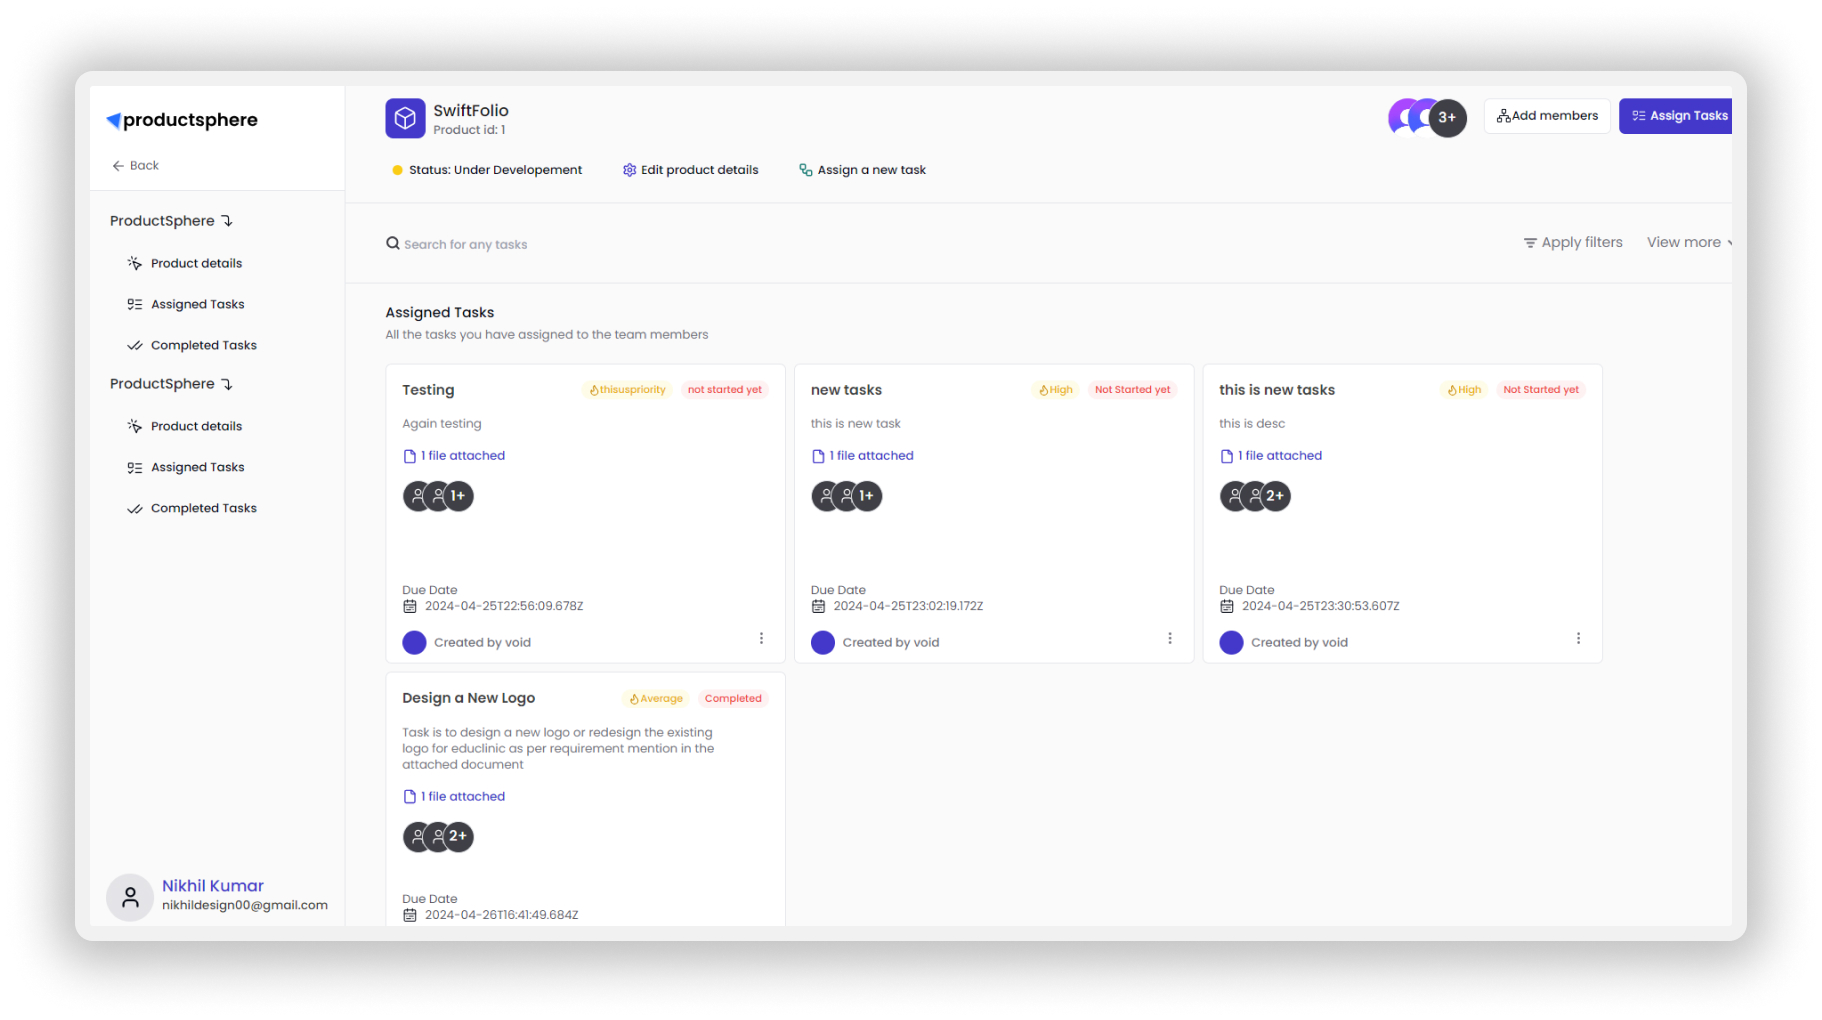 productsphere
Back
ProductSphere
Product details
Assigned Tasks
Completed Tasks
ProductSphere
Product details
Assigned Tasks
Completed Tasks
Nikhil Kumar
nikhildesign00@gmail.com
SwiftFolio
Product id: 1
3+
Add members
Assign Tasks
Status: Under Developement
Edit product details
Assign a new task
Search for any tasks
Apply filters
View more
Assigned Tasks
All the tasks you have assigned to the team members
Testing
thisuspriority
not started yet
Again testing
1 file attached
1+
Due Date
2024-04-25T22:56:09.678Z
Created by void
new tasks
High
Not Started yet
this is new task
1 file attached
1+
Due Date
2024-04-25T23:02:19.172Z
Created by void
this is new tasks
High
Not Started yet
this is desc
1 file attached
2+
Due Date
2024-04-25T23:30:53.607Z
Created by void
Design a New Logo
Average
Completed
Task is to design a new logo or redesign the existing
logo for educlinic as per requirement mention in the
attached document
1 file attached
2+
Due Date
2024-04-26T16:41:49.684Z